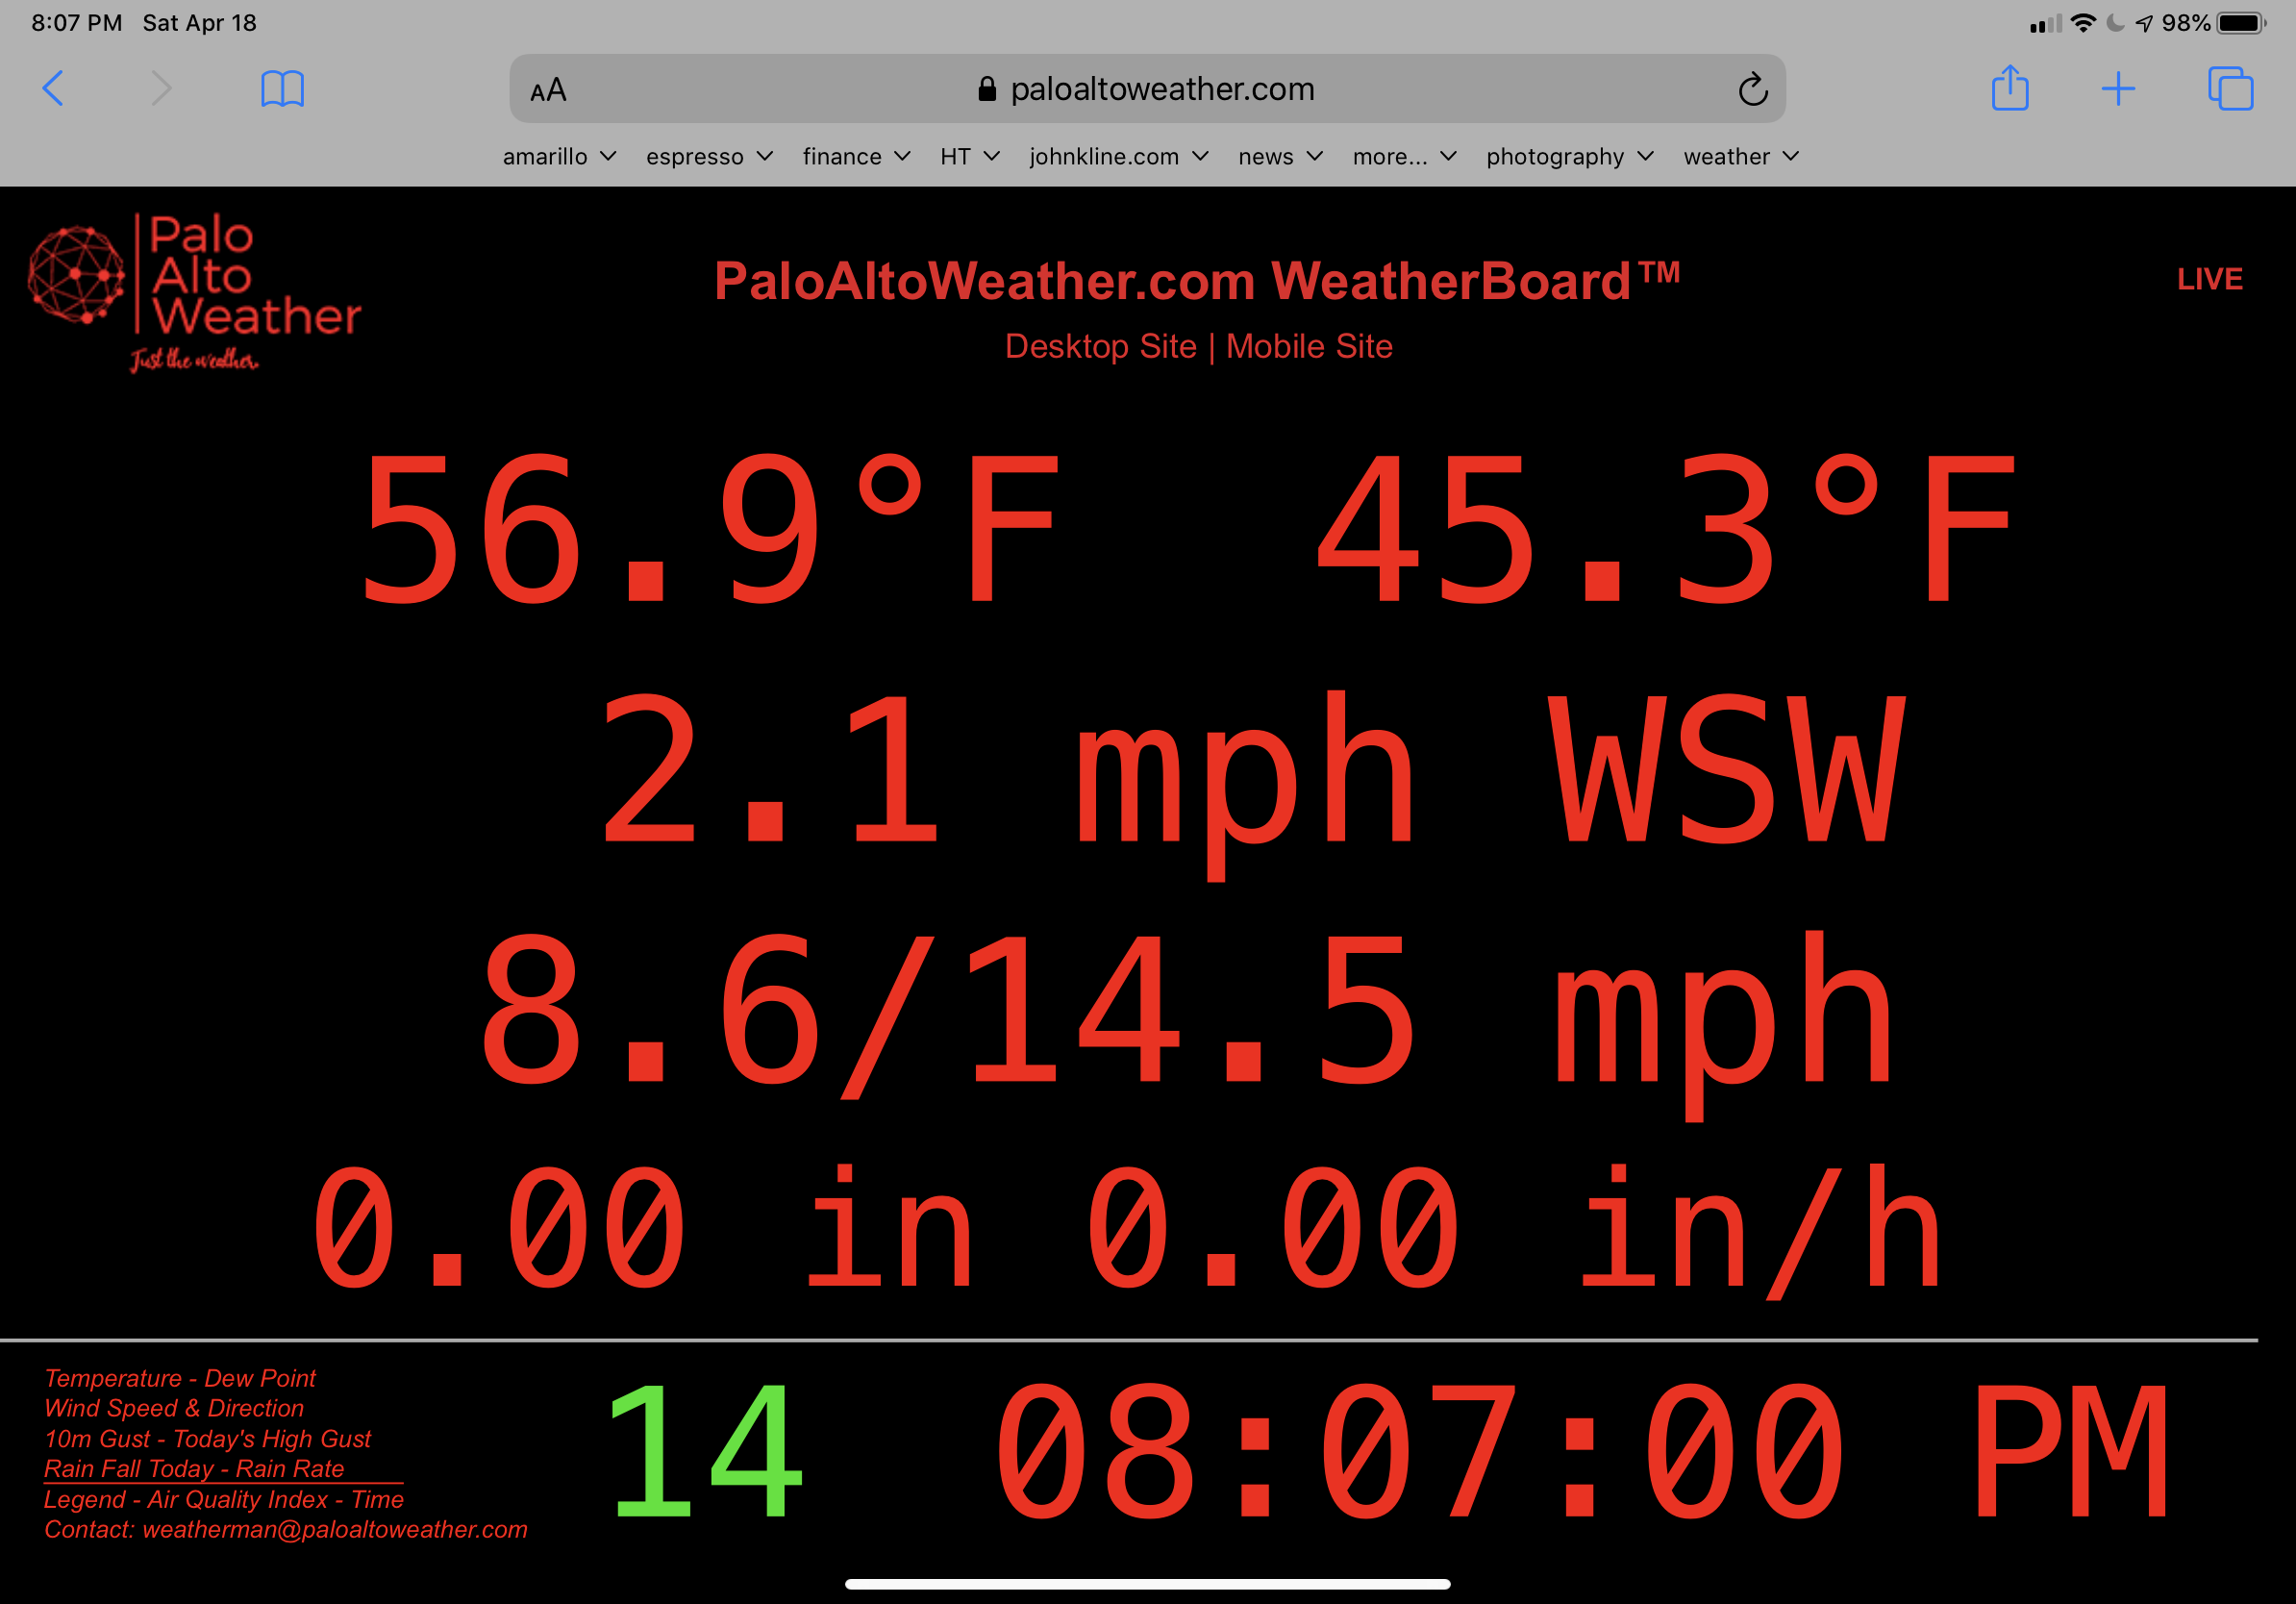 8:07 PM Sat Apr 18
98%
AA paloaltoweather.com
amarillo espresso finance HT johnkline.com news more... photography weather
Palo
Alto
Weather
Just the weather.
PaloAltoWeather.com WeatherBoard™
LIVE
Desktop Site | Mobile Site
56.9°F 45.3°F
2.1 mph WSW
8.6/14.5 mph
0.00 in 0.00 in/h
Temperature - Dew Point
Wind Speed & Direction
10m Gust - Today's High Gust
Rain Fall Today - Rain Rate
Legend - Air Quality Index - Time
Contact: weatherman@paloaltoweather.com
14 08:07:00 PM